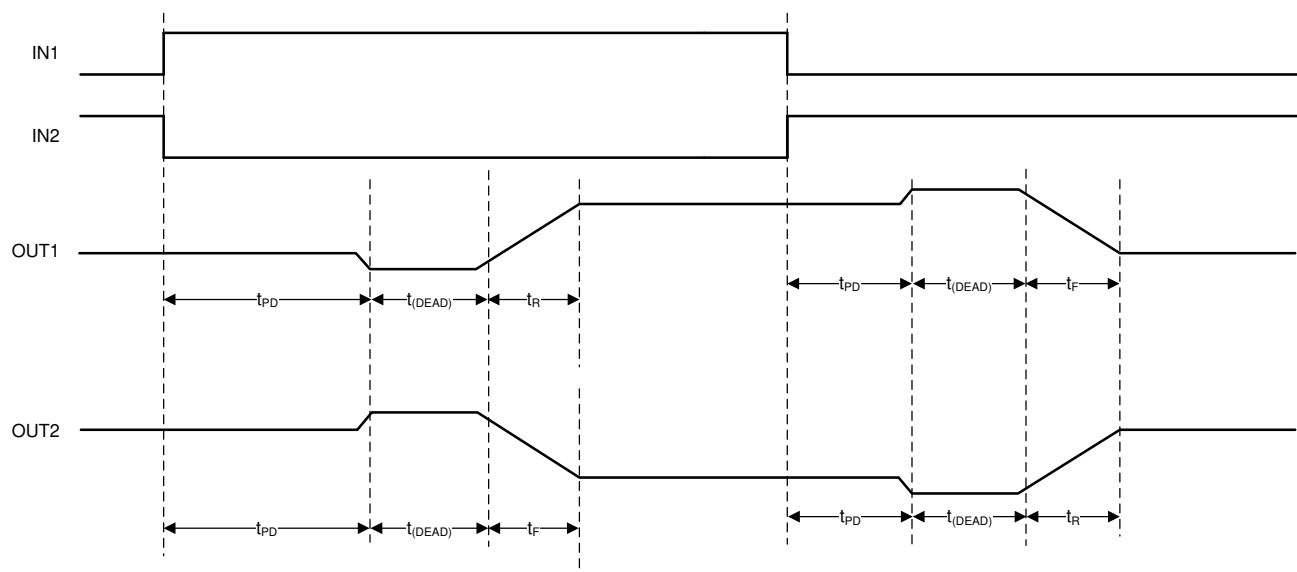 IN1
IN2
OUT1
tPD t(DEAD) tR tPD t(DEAD) tF
OUT2
tPD t(DEAD) tF tPD t(DEAD) tR